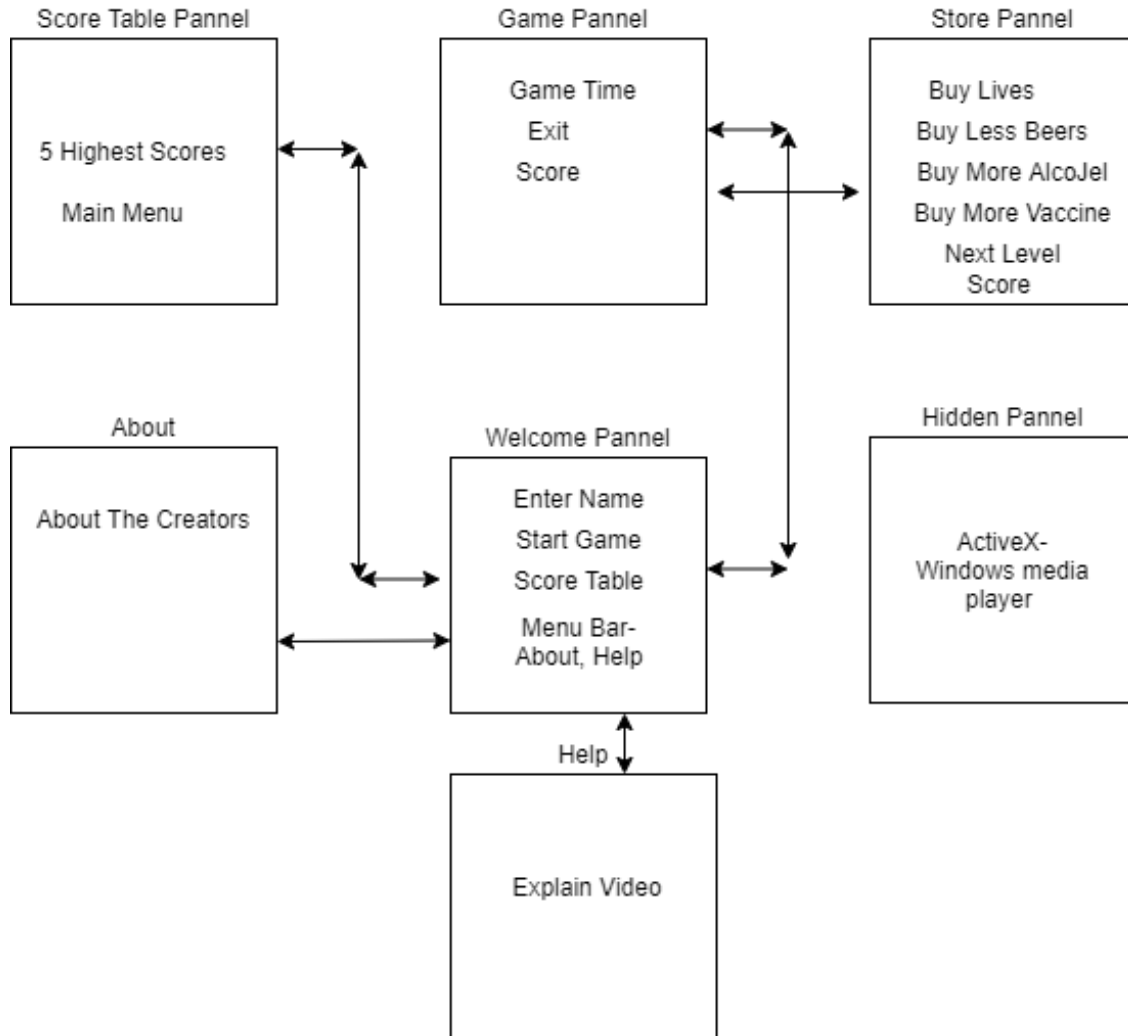 Score Table Pannel
5 Highest Scores
Main Menu
Game Pannel
Game Time
Exit
Score
Store Pannel
Buy Lives
Buy Less Beers
Buy More AlcoJel
Buy More Vaccine
Next Level
Score
About
About The Creators
Welcome Pannel
Enter Name
Start Game
Score Table
Menu Bar-
About, Help
Hidden Pannel
ActiveX-
Windows media
player
Help
Explain Video